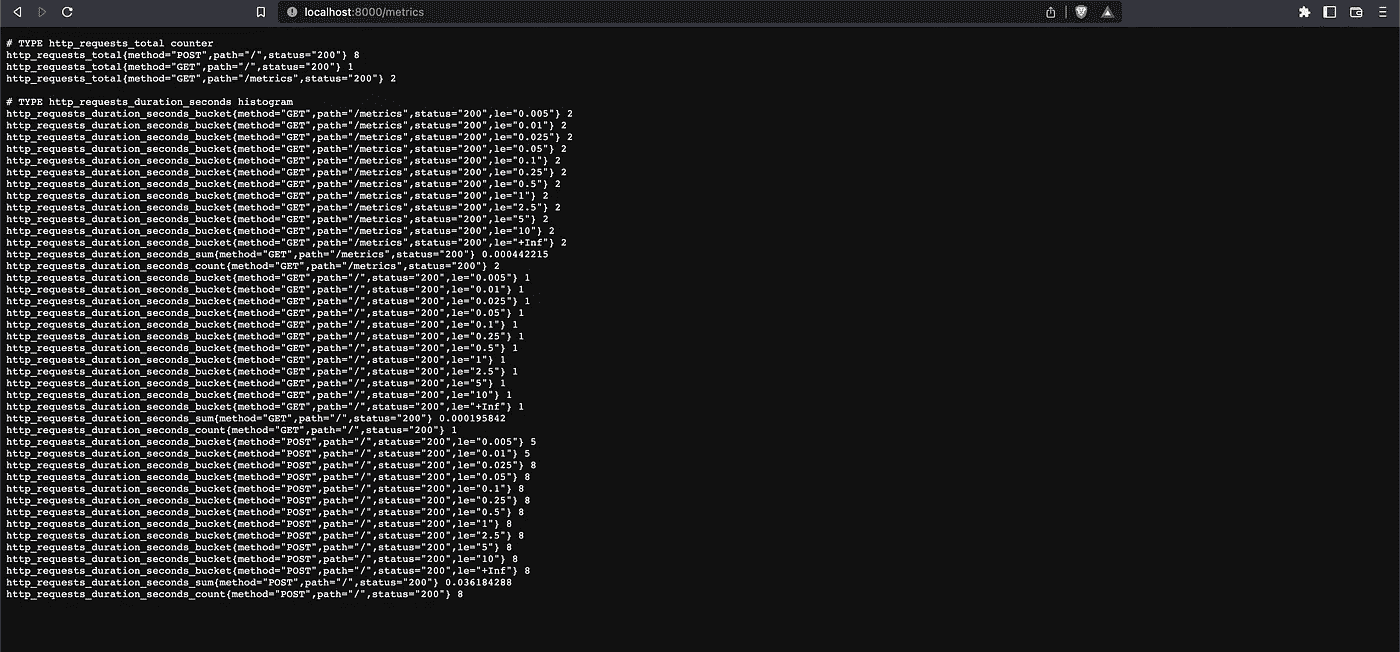 localhost:8000/metrics
# TYPE http_requests_total counter
http_requests_total{method="POST",path="/",status="200"} 8
http_requests_total{method="GET",path="/",status="200"} 1
http_requests_total{method="GET",path="/metrics",status="200"} 2
# TYPE http_requests_duration_seconds histogram
http_requests_duration_seconds_bucket{method="GET",path="/metrics",status="200",le="0.005"} 2
http_requests_duration_seconds_bucket{method="GET",path="/metrics",status="200",le="0.01"} 2
http_requests_duration_seconds_bucket{method="GET",path="/metrics",status="200",le="0.025"} 2
http_requests_duration_seconds_bucket{method="GET",path="/metrics",status="200",le="0.05"} 2
http_requests_duration_seconds_bucket{method="GET",path="/metrics",status="200",le="0.1"} 2
http_requests_duration_seconds_bucket{method="GET",path="/metrics",status="200",le="0.25"} 2
http_requests_duration_seconds_bucket{method="GET",path="/metrics",status="200",le="0.5"} 2
http_requests_duration_seconds_bucket{method="GET",path="/metrics",status="200",le="1"} 2
http_requests_duration_seconds_bucket{method="GET",path="/metrics",status="200",le="2.5"} 2
http_requests_duration_seconds_bucket{method="GET",path="/metrics",status="200",le="5"} 2
http_requests_duration_seconds_bucket{method="GET",path="/metrics",status="200",le="10"} 2
http_requests_duration_seconds_bucket{method="GET",path="/metrics",status="200",le="+Inf"} 2
http_requests_duration_seconds_sum{method="GET",path="/metrics",status="200"} 0.000442215
http_requests_duration_seconds_count{method="GET",path="/metrics",status="200"} 2
http_requests_duration_seconds_bucket{method="GET",path="/",status="200",le="0.005"} 1
http_requests_duration_seconds_bucket{method="GET",path="/",status="200",le="0.01"} 1
http_requests_duration_seconds_bucket{method="GET",path="/",status="200",le="0.025"} 1
http_requests_duration_seconds_bucket{method="GET",path="/",status="200",le="0.05"} 1
http_requests_duration_seconds_bucket{method="GET",path="/",status="200",le="0.1"} 1
http_requests_duration_seconds_bucket{method="GET",path="/",status="200",le="0.25"} 1
http_requests_duration_seconds_bucket{method="GET",path="/",status="200",le="0.5"} 1
http_requests_duration_seconds_bucket{method="GET",path="/",status="200",le="1"} 1
http_requests_duration_seconds_bucket{method="GET",path="/",status="200",le="2.5"} 1
http_requests_duration_seconds_bucket{method="GET",path="/",status="200",le="5"} 1
http_requests_duration_seconds_bucket{method="GET",path="/",status="200",le="10"} 1
http_requests_duration_seconds_bucket{method="GET",path="/",status="200",le="+Inf"} 1
http_requests_duration_seconds_sum{method="GET",path="/",status="200"} 0.000195842
http_requests_duration_seconds_count{method="GET",path="/",status="200"} 1
http_requests_duration_seconds_bucket{method="POST",path="/",status="200",le="0.005"} 5
http_requests_duration_seconds_bucket{method="POST",path="/",status="200",le="0.01"} 5
http_requests_duration_seconds_bucket{method="POST",path="/",status="200",le="0.025"} 8
http_requests_duration_seconds_bucket{method="POST",path="/",status="200",le="0.05"} 8
http_requests_duration_seconds_bucket{method="POST",path="/",status="200",le="0.1"} 8
http_requests_duration_seconds_bucket{method="POST",path="/",status="200",le="0.25"} 8
http_requests_duration_seconds_bucket{method="POST",path="/",status="200",le="0.5"} 8
http_requests_duration_seconds_bucket{method="POST",path="/",status="200",le="1"} 8
http_requests_duration_seconds_bucket{method="POST",path="/",status="200",le="2.5"} 8
http_requests_duration_seconds_bucket{method="POST",path="/",status="200",le="5"} 8
http_requests_duration_seconds_bucket{method="POST",path="/",status="200",le="10"} 8
http_requests_duration_seconds_bucket{method="POST",path="/",status="200",le="+Inf"} 8
http_requests_duration_seconds_sum{method="POST",path="/",status="200"} 0.036184288
http_requests_duration_seconds_count{method="POST",path="/",status="200"} 8